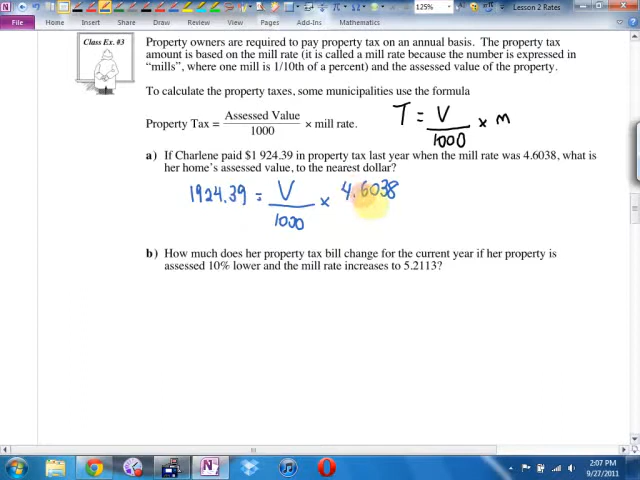 File
Home
Insert
Share
Draw
Review
View
Add-Ins
Mathematics
Lesson 2 Rates
125%
Class Ex. #3
Property owners are required to pay property tax on an annual basis. The property tax
amount is based on the mill rate (it is called a mill rate because the number is expressed in
“mills”, where one mill is 1/10th of a percent) and the assessed value of the property.
To calculate the property taxes, some municipalities use the formula
Property Tax = Assessed Value / 1000 × mill rate.
T = V / 1000 × m
a) If Charlene paid $1 924.39 in property tax last year when the mill rate was 4.6038, what is
her home's assessed value, to the nearest dollar?
1924.39 = V / 1000 × 4.6038
b) How much does her property tax bill change for the current year if her property is
assessed 10% lower and the mill rate increases to 5.2113?
2:07 PM
9/27/2011